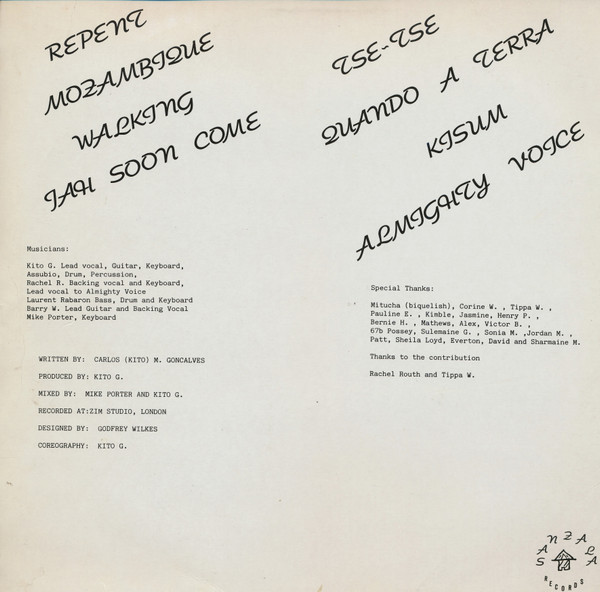 REPENT
MOZAMBIQUE
WALKING
JAH SOON COME
TSE-TSE
QUANDO A TERRA
KISUM
ALMIGHTY VOICE
Musicians:
Kito G. Lead vocal, Guitar, Keyboard,
Assubio, Drum, Percussion,
Rachel R. Backing vocal and Keyboard,
Lead vocal to Almighty Voice
Laurent Rabaron Bass, Drum and Keyboard
Barry W. Lead Guitar and Backing Vocal
Mike Porter, Keyboard
WRITTEN BY: CARLOS (KITO) M. GONCALVES
PRODUCED BY: KITO G.
MIXED BY: MIKE PORTER AND KITO G.
RECORDED AT:ZIM STUDIO, LONDON
DESIGNED BY: GODFREY WILKES
COREOGRAPHY: KITO G.
Special Thanks:
Mitucha (biquelish), Corine W. , Tippa W. ,
Pauline E. , Kimble, Jasmine, Henry P. ,
Bernie H. , Mathews, Alex, Victor B. ,
67b Possey, Sulemaine G. , Sonia M. ,Jordan M. ,
Patt, Sheila Loyd, Everton, David and Sharmaine M.
Thanks to the contribution
Rachel Routh and Tippa W.
SANZALA
RECORDS